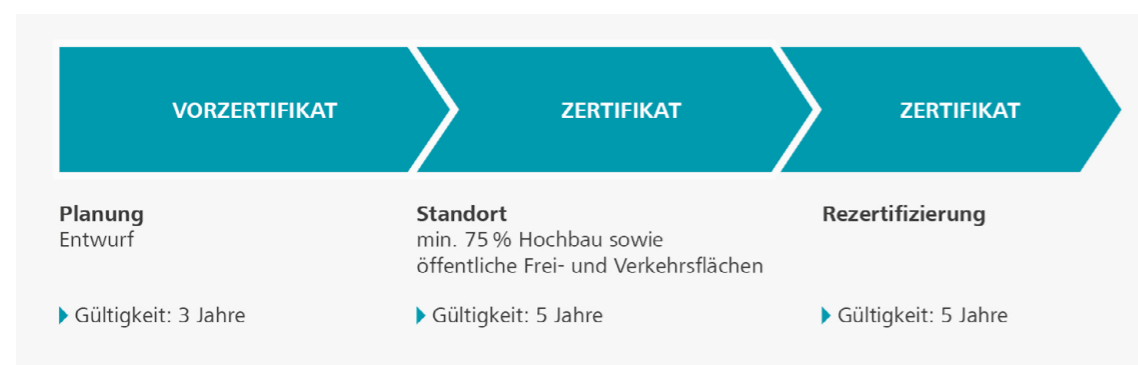 VORZERTIFIKAT
ZERTIFIKAT
ZERTIFIKAT
Planung
Entwurf
Gültigkeit: 3 Jahre
Standort
min. 75 % Hochbau sowie
öffentliche Frei- und Verkehrsflächen
Gültigkeit: 5 Jahre
Rezertifizierung
Gültigkeit: 5 Jahre